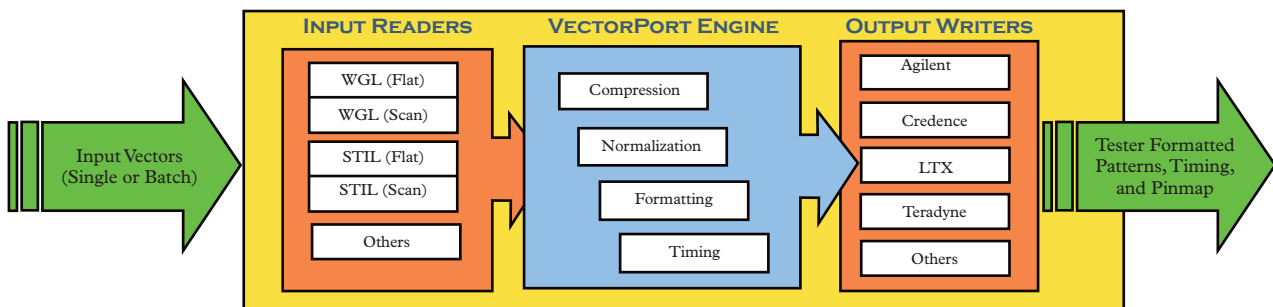 INPUT READERS
VECTORPORT ENGINE
OUTPUT WRITERS
Input Vectors
(Single or Batch)
WGL (Flat)
WGL (Scan)
STIL (Flat)
STIL (Scan)
Others
Compression
Normalization
Formatting
Timing
Agilent
Credence
LTX
Teradyne
Others
Tester Formatted
Patterns, Timing,
and Pinmap